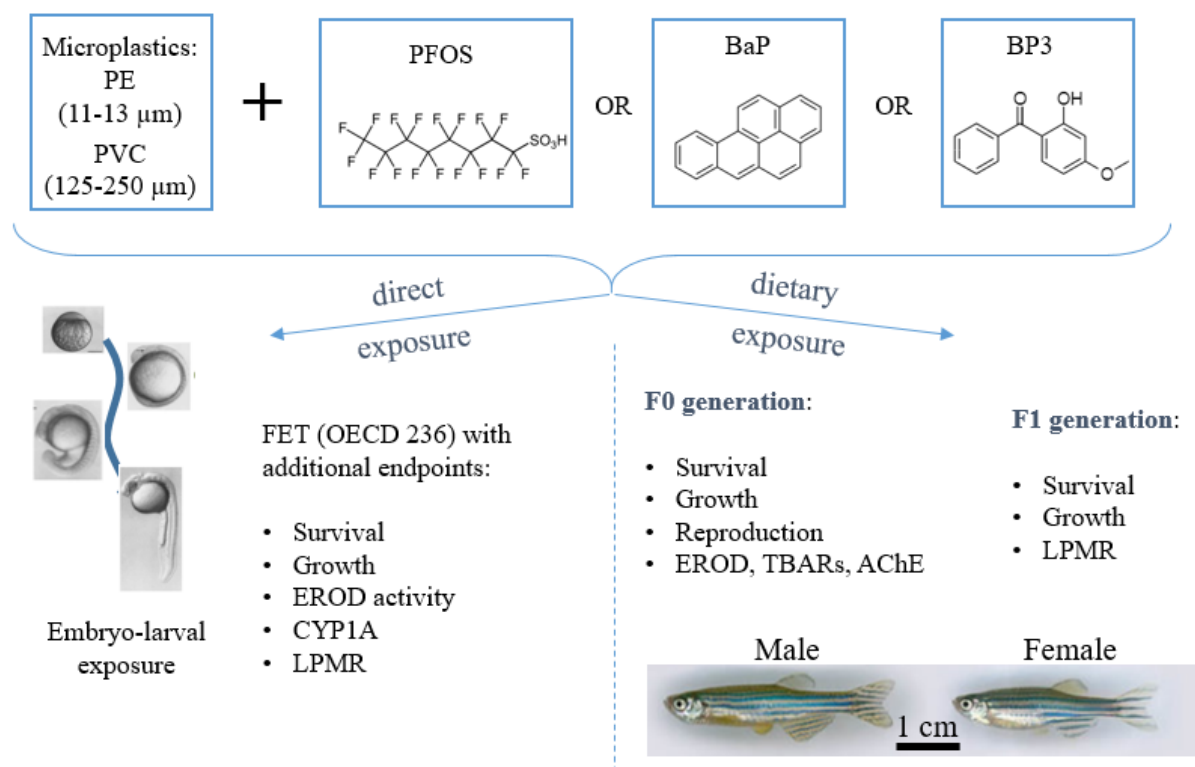 Microplastics:
PE
(11-13 µm)
PVC
(125-250 µm)
+
PFOS
F F F F F F F F F F F F F F F F F
SO₃H
OR
BaP
OR
BP3
O OH
O
direct
exposure
dietary
exposure
FET (OECD 236) with
additional endpoints:
• Survival
• Growth
• EROD activity
• CYP1A
• LPMR
Embryo-larval
exposure
F0 generation:
• Survival
• Growth
• Reproduction
• EROD, TBARs, AChE
F1 generation:
• Survival
• Growth
• LPMR
Male
Female
1 cm